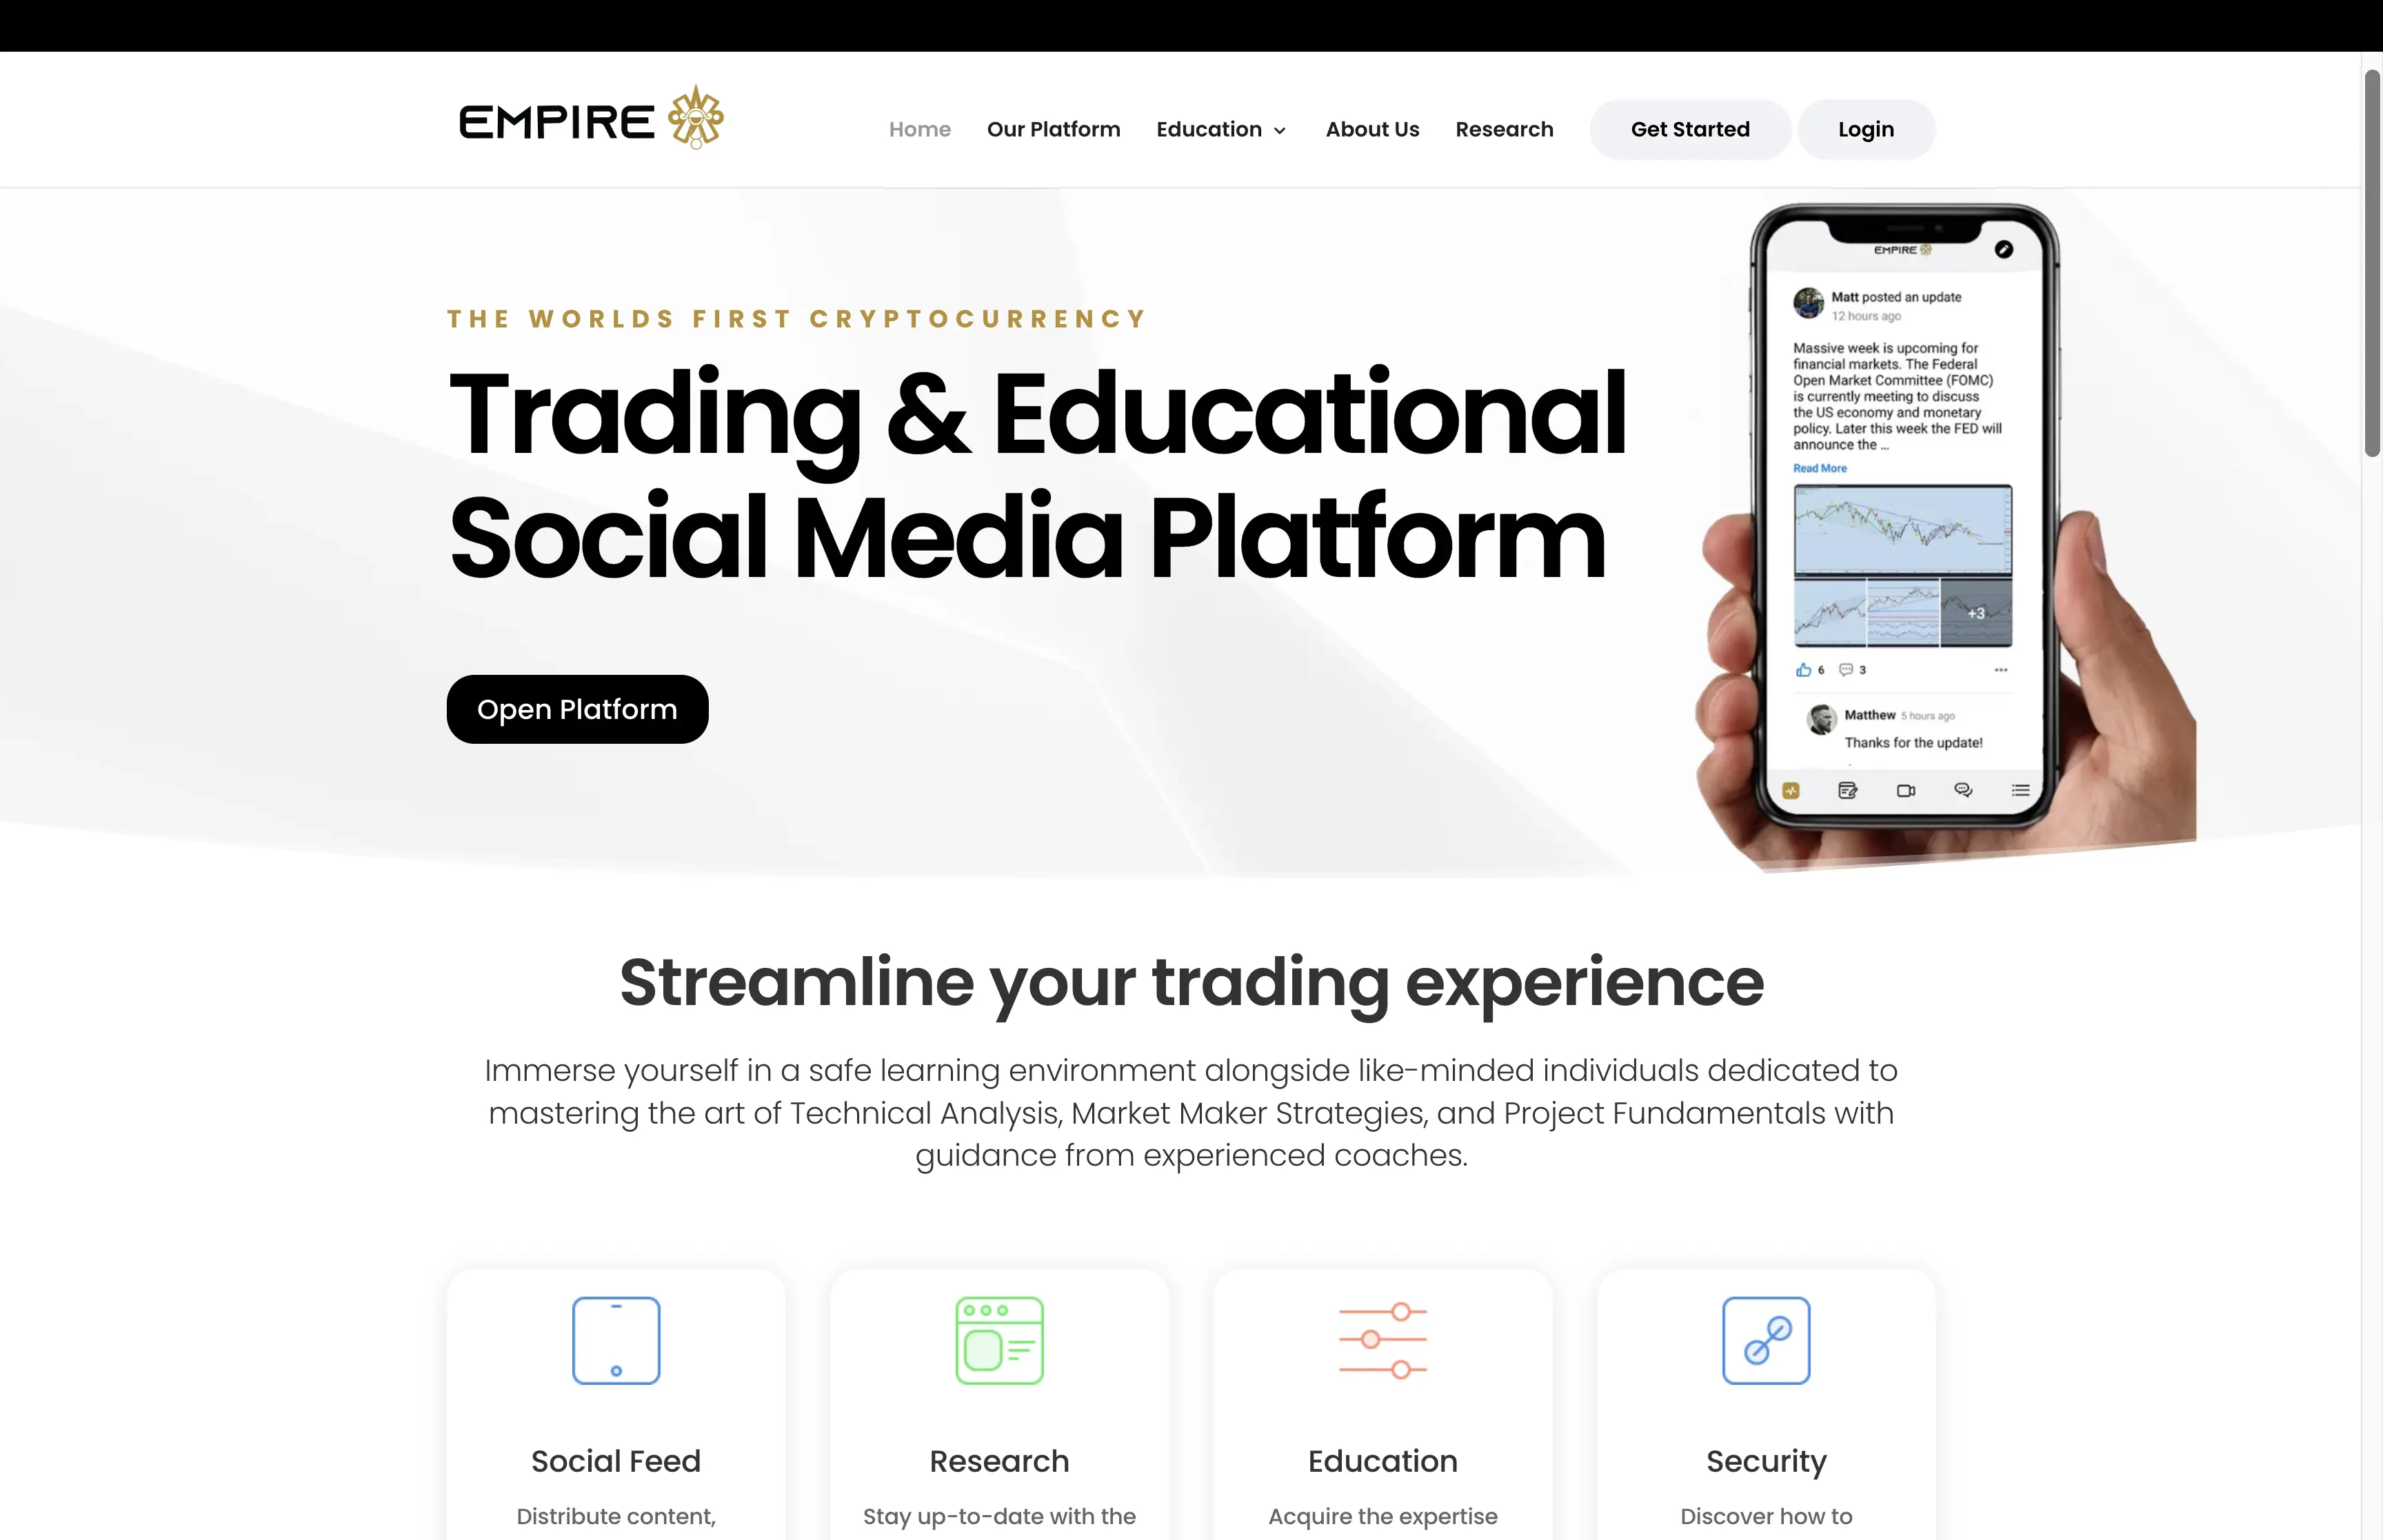 EMPIRE
Home
Our Platform
Education
About Us
Research
Get Started
Login
THE WORLDS FIRST CRYPTOCURRENCY
Trading & Educational
Social Media Platform
Open Platform
EMPIRE
Matt posted an update
12 hours ago
Massive week is upcoming for
financial markets. The Federal
Open Market Committee (FOMC)
is currently meeting to discuss
the US economy and monetary
policy. Later this week the FED will
announce the ...
Read More
+3
6
3
Matthew 5 hours ago
Thanks for the update!
Streamline your trading experience
Immerse yourself in a safe learning environment alongside like-minded individuals dedicated to
mastering the art of Technical Analysis, Market Maker Strategies, and Project Fundamentals with
guidance from experienced coaches.
Social Feed
Distribute content,
Research
Stay up-to-date with the
Education
Acquire the expertise
Security
Discover how to